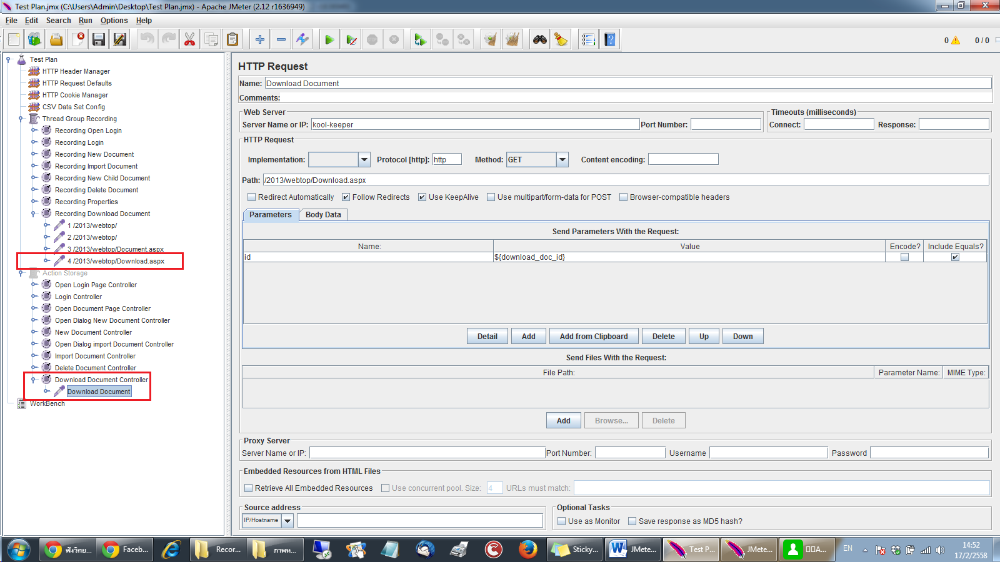 Test Plan.jmx (C:\Users\Admin\Desktop\Test Plan.jmx) - Apache JMeter (2.12 r1636949)
File Edit Search Run Options Help
0 0 / 0
Test Plan
HTTP Header Manager
HTTP Request Defaults
HTTP Cookie Manager
CSV Data Set Config
Thread Group Recording
Recording Open Login
Recording Login
Recording New Document
Recording Import Document
Recording New Child Document
Recording Delete Document
Recording Properties
Recording Download Document
1 /2013/webtop/
2 /2013/webtop/
3 /2013/webtop/Document.aspx
4 /2013/webtop/Download.aspx
Action Storage
Open Login Page Controller
Login Controller
Open Document Page Controller
Open Dialog New Document Controller
New Document Controller
Open Dialog import Document Controller
Import Document Controller
Delete Document Controller
Download Document Controller
Download Document
WorkBench
HTTP Request
Name: Download Document
Comments:
Web Server
Server Name or IP: kool-keeper Port Number:
Timeouts (milliseconds)
Connect: Response:
HTTP Request
Implementation: Protocol [http]: http Method: GET Content encoding:
Path: /2013/webtop/Download.aspx
Redirect Automatically Follow Redirects Use KeepAlive Use multipart/form-data for POST Browser-compatible headers
Parameters Body Data
Send Parameters With the Request:
Name: Value Encode? Include Equals?
id ${download_doc_id}
Detail Add Add from Clipboard Delete Up Down
Send Files With the Request:
File Path: Parameter Name: MIME Type:
Add Browse... Delete
Proxy Server
Server Name or IP: Port Number: Username Password
Embedded Resources from HTML Files
Retrieve All Embedded Resources Use concurrent pool. Size: 4 URLs must match:
Source address
IP/Hostname
Optional Tasks
Use as Monitor Save response as MD5 hash?
ฟังวิทย... Faceb... Recor... ภาพห... Sticky... JMete... Test P... JMete... A... EN
14:52
17/2/2558